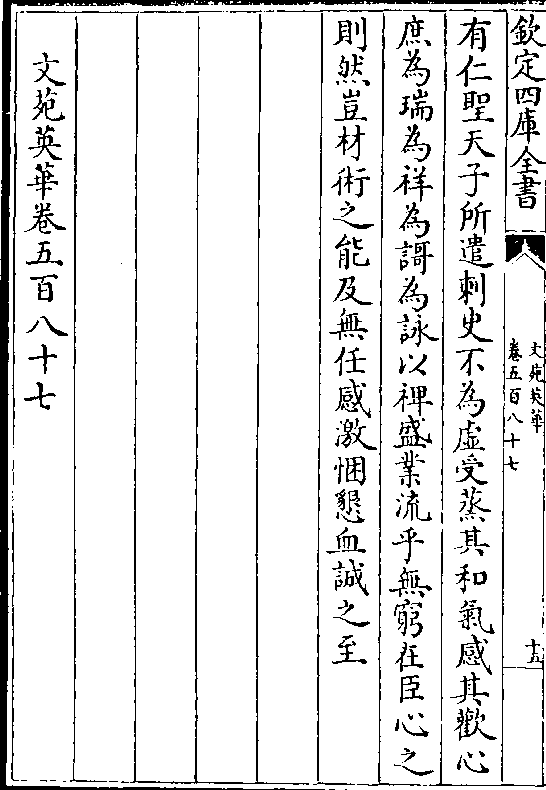 欽定四庫全書
文苑英華
卷五百八十七
十五
有仁聖天子所遣刺史不為虛受蒸其和氣感其歡心
庶為瑞為祥為謌為詠以禆盛業流乎無窮在臣心之
則然豈材術之能及無任感激悃懇血誠之至
文苑英華卷五百八十七